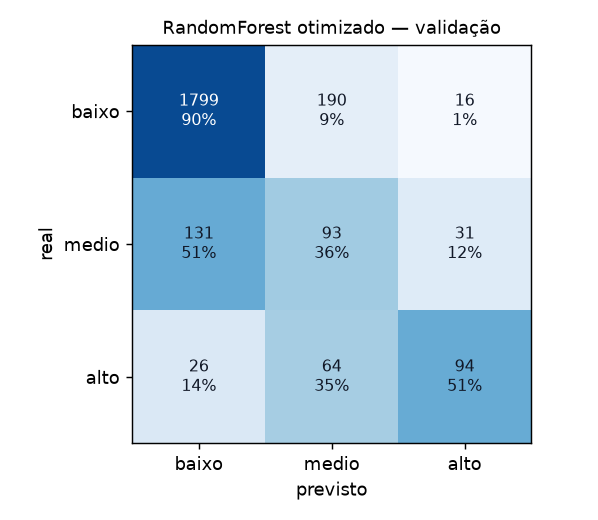 RandomForest otimizado — validação
baixo
1799
90%
190
9%
16
1%
medio
131
51%
93
36%
31
12%
alto
26
14%
64
35%
94
51%
real
baixo
medio
alto
previsto